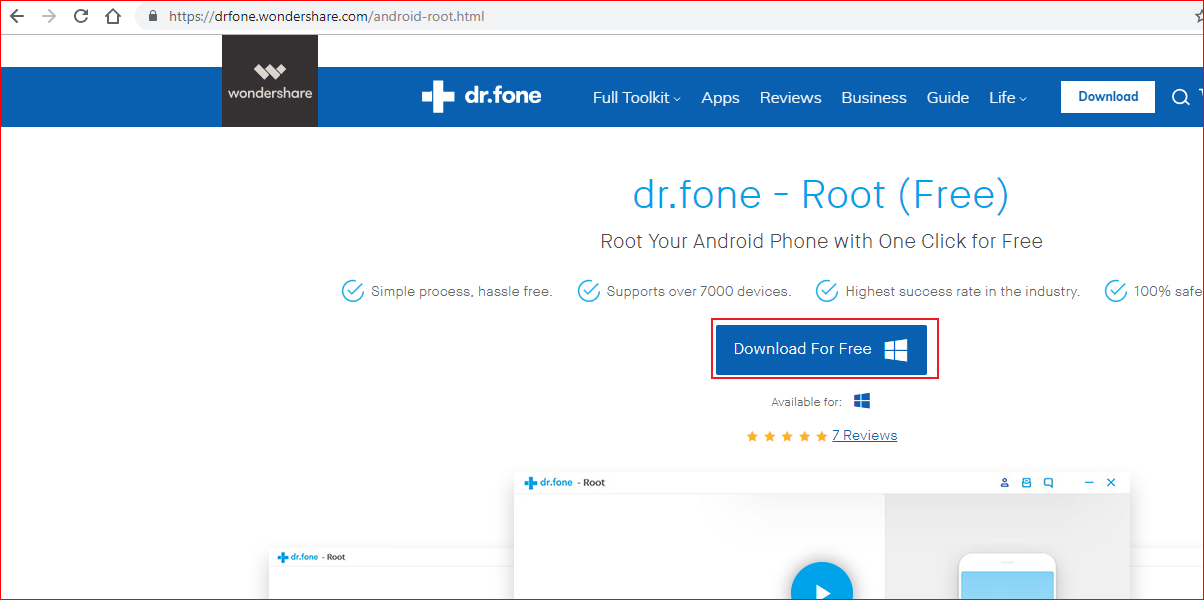 https://drfone.wondershare.com/android-root.html
wondershare
dr.fone
Full Toolkit
Apps
Reviews
Business
Guide
Life
Download
dr.fone - Root (Free)
Root Your Android Phone with One Click for Free
Simple process, hassle free.
Supports over 7000 devices.
Highest success rate in the industry.
100% safe
Download For Free
Available for:
7 Reviews
dr.fone - Root
dr.fone - Root